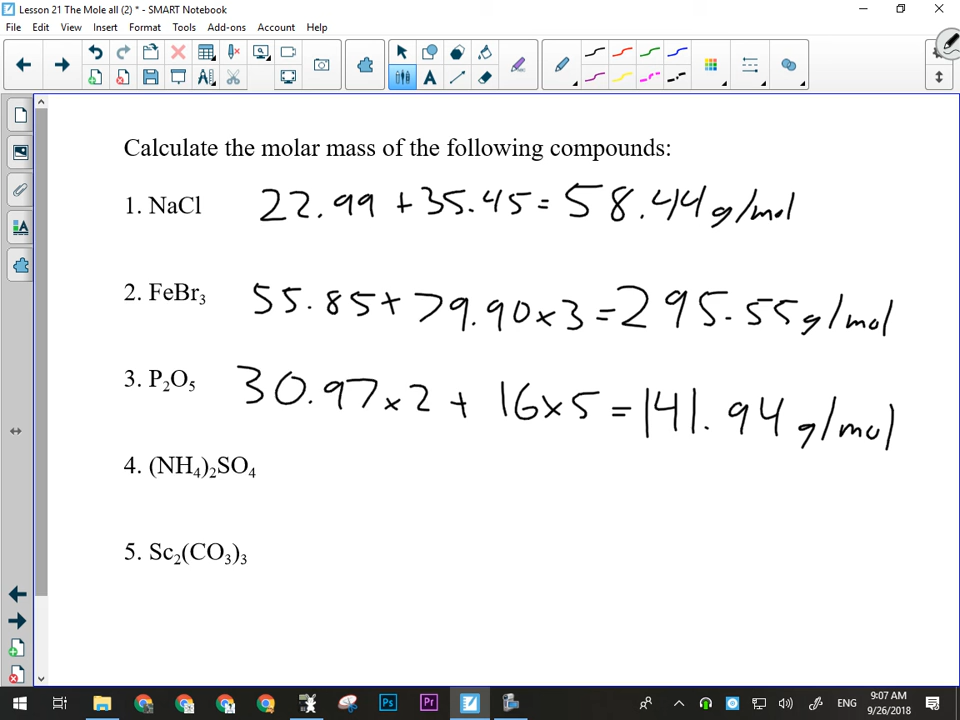 Lesson 21 The Mole all (2) * - SMART Notebook
File Edit View Insert Format Tools Add-ons Account Help
Calculate the molar mass of the following compounds:
1. NaCl 22.99 + 35.45 = 58.44 g/mol
2. FeBr₃ 55.85 + 79.90 x 3 = 295.55 g/mol
3. P₂O₅ 30.97 x 2 + 16 x 5 = 141.94 g/mol
4. (NH₄)₂SO₄
5. Sc₂(CO₃)₃
Ps Pr ENG 9:07 AM
9/26/2018